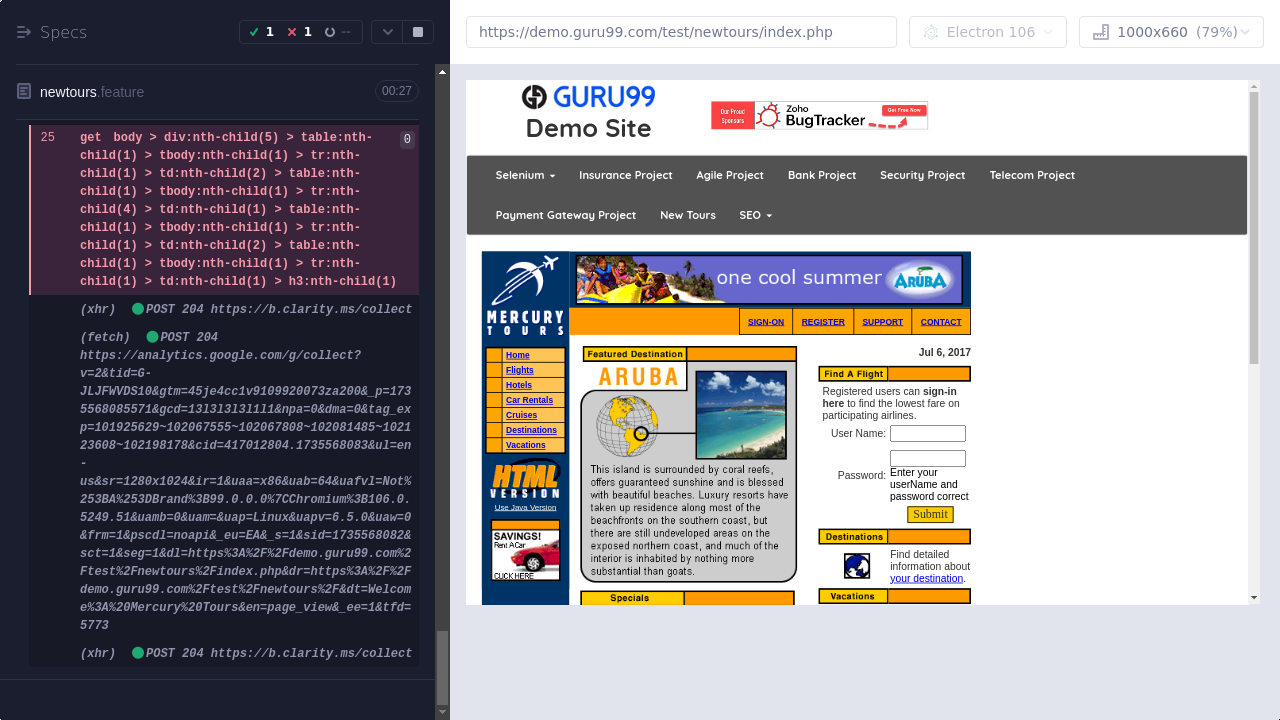 Specs
1
1
--
newtours.feature
00:27
25
get body > div:nth-child(5) > table:nth-
child(1) > tbody:nth-child(1) > tr:nth-
child(1) > td:nth-child(2) > table:nth-
child(1) > tbody:nth-child(1) > tr:nth-
child(4) > td:nth-child(1) > table:nth-
child(1) > tbody:nth-child(1) > tr:nth-
child(1) > td:nth-child(2) > table:nth-
child(1) > tbody:nth-child(1) > tr:nth-
child(1) > td:nth-child(1) > h3:nth-child(1)
0
(xhr) POST 204 https://b.clarity.ms/collect
(fetch) POST 204
https://analytics.google.com/g/collect?
v=2&tid=G-
JLJFWV1N10&gtm=45je4cc1v9109920073za200&_p=173
5568085571&gcd=13l3l3l3l1l1&npa=0&dma=0&tag_ex
p=101925629~102067555~102067808~102081485~1021
23608~102198178&cid=417012804.1735568083&ul=en
-
us&sr=1280x1024&ir=1&uaa=x86&uab=64&uafvl=Not%
253BA%253DBrand%3B99.0.0.0%7CChromium%3B106.0.
5249.51&uamb=0&uam=&uap=Linux&uapv=6.5.0&uaw=0
&frm=1&pscdl=noapi&_eu=EA&_s=1&sid=1735568082&
sct=1&seg=1&dl=https%3A%2F%2Fdemo.guru99.com%2
Ftest%2Fnewtours%2Findex.php&dr=https%3A%2F%2F
demo.guru99.com%2Ftest%2Fnewtours%2F&dt=Welcom
e%3A%20Mercury%20Tours&en=page_view&_ee=1&tfd=
5773
(xhr) POST 204 https://b.clarity.ms/collect
https://demo.guru99.com/test/newtours/index.php
Electron 106
1000x660 (79%)
GURU99
Demo Site
Our Proud
Sponsors
Zoho
BugTracker
Get Free Now
Selenium
Insurance Project
Agile Project
Bank Project
Security Project
Telecom Project
Payment Gateway Project
New Tours
SEO
MERCURY
TOURS
one cool summer
ARUBA
SIGN-ON
REGISTER
SUPPORT
CONTACT
Home
Flights
Hotels
Car Rentals
Cruises
Destinations
Vacations
HTML
VERSION
Use Java Version
SAVINGS!
Rent A Car
CLICK HERE
Featured Destination
ARUBA
This island is surrounded by coral reefs,
offers guaranteed sunshine and is blessed
with beautiful beaches. Luxury resorts have
taken up residence along most of the
beachfronts on the southern coast, but
there are still undeveloped areas on the
exposed northern coast, and much of the
interior is inhabited by nothing more
substantial than goats.
Specials
Jul 6, 2017
Find A Flight
Registered users can sign-in
here to find the lowest fare on
participating airlines.
User Name:
Password:
Enter your
userName and
password correct
Submit
Destinations
Find detailed
information about
your destination.
Vacations